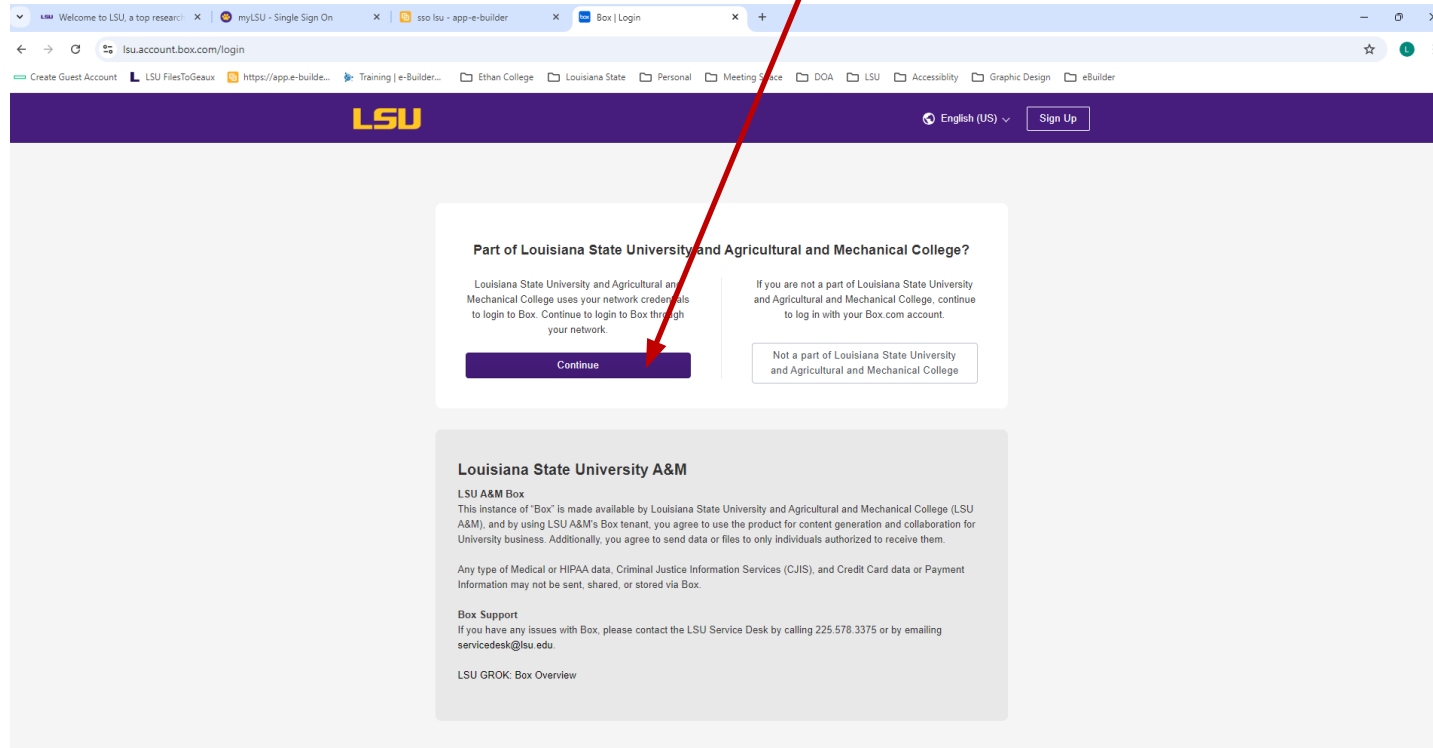 LSU Welcome to LSU, a top research
myLSU - Single Sign On
sso lsu - app-e-builder
box Box | Login
lsu.account.box.com/login
L
Create Guest Account
L LSU FilesToGeaux
https://app.e-builde...
Training | e-Builder...
Ethan College
Louisiana State
Personal
Meeting Space
DOA
LSU
Accessiblity
Graphic Design
eBuilder
LSU
English (US)
Sign Up
Part of Louisiana State University and Agricultural and Mechanical College?
Louisiana State University and Agricultural and
Mechanical College uses your network credentials
to login to Box. Continue to login to Box through
your network.
Continue
If you are not a part of Louisiana State University
and Agricultural and Mechanical College, continue
to log in with your Box.com account.
Not a part of Louisiana State University
and Agricultural and Mechanical College
Louisiana State University A&M
LSU A&M Box
This instance of "Box" is made available by Louisiana State University and Agricultural and Mechanical College (LSU
A&M), and by using LSU A&M's Box tenant, you agree to use the product for content generation and collaboration for
University business. Additionally, you agree to send data or files to only individuals authorized to receive them.
Any type of Medical or HIPAA data, Criminal Justice Information Services (CJIS), and Credit Card data or Payment
Information may not be sent, shared, or stored via Box.
Box Support
If you have any issues with Box, please contact the LSU Service Desk by calling 225.578.3375 or by emailing
servicedesk@lsu.edu.
LSU GROK: Box Overview